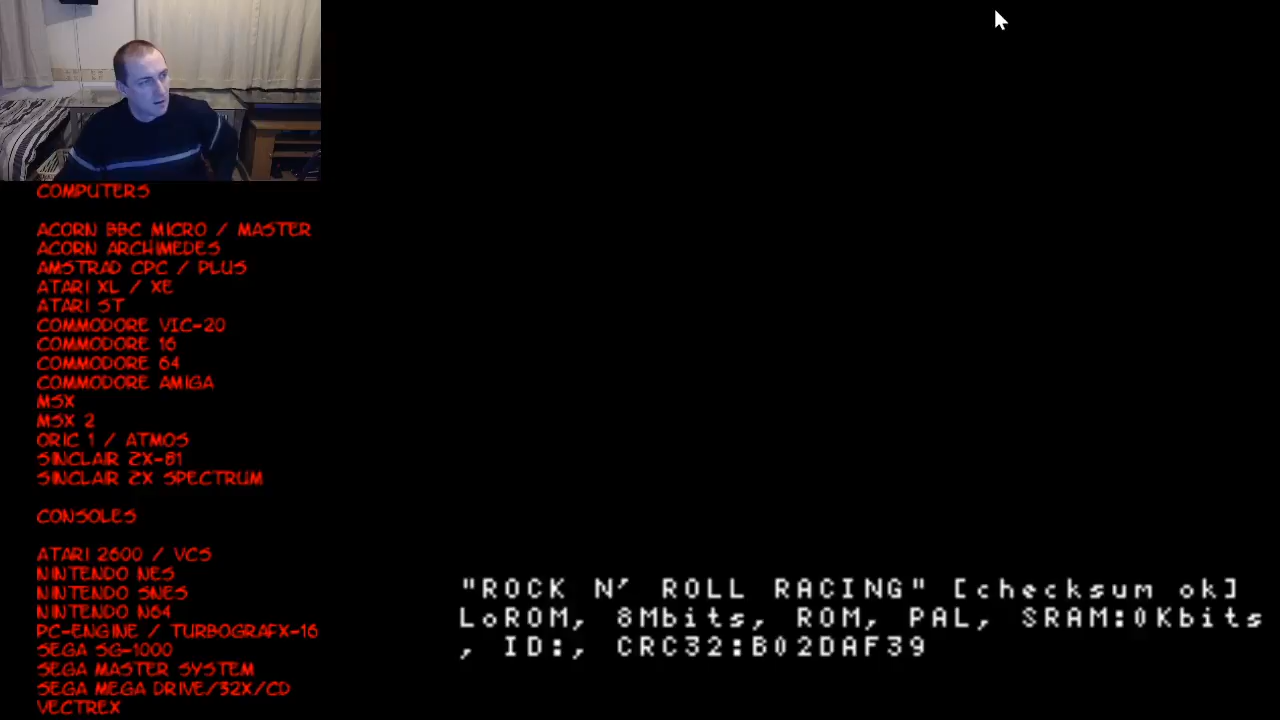 COMPUTERS
ACORN BBC MICRO / MASTER
ACORN ARCHIMEDES
AMSTRAD CPC / PLUS
ATARI XL / XE
ATARI ST
COMMODORE VIC-20
COMMODORE 16
COMMODORE 64
COMMODORE AMIGA
MSX
MSX 2
ORIC 1 / ATMOS
SINCLAIR ZX-81
SINCLAIR ZX SPECTRUM
CONSOLES
ATARI 2600 / VCS
NINTENDO NES
NINTENDO SNES
NINTENDO N64
PC-ENGINE / TURBOGRAFX-16
SEGA SG-1000
SEGA MASTER SYSTEM
SEGA MEGA DRIVE/32X/CD
VECTREX
"ROCK N' ROLL RACING" [checksum ok]
LoROM, 8Mbits, ROM, PAL, SRAM:0Kbits
, ID:, CRC32:B02DAF39